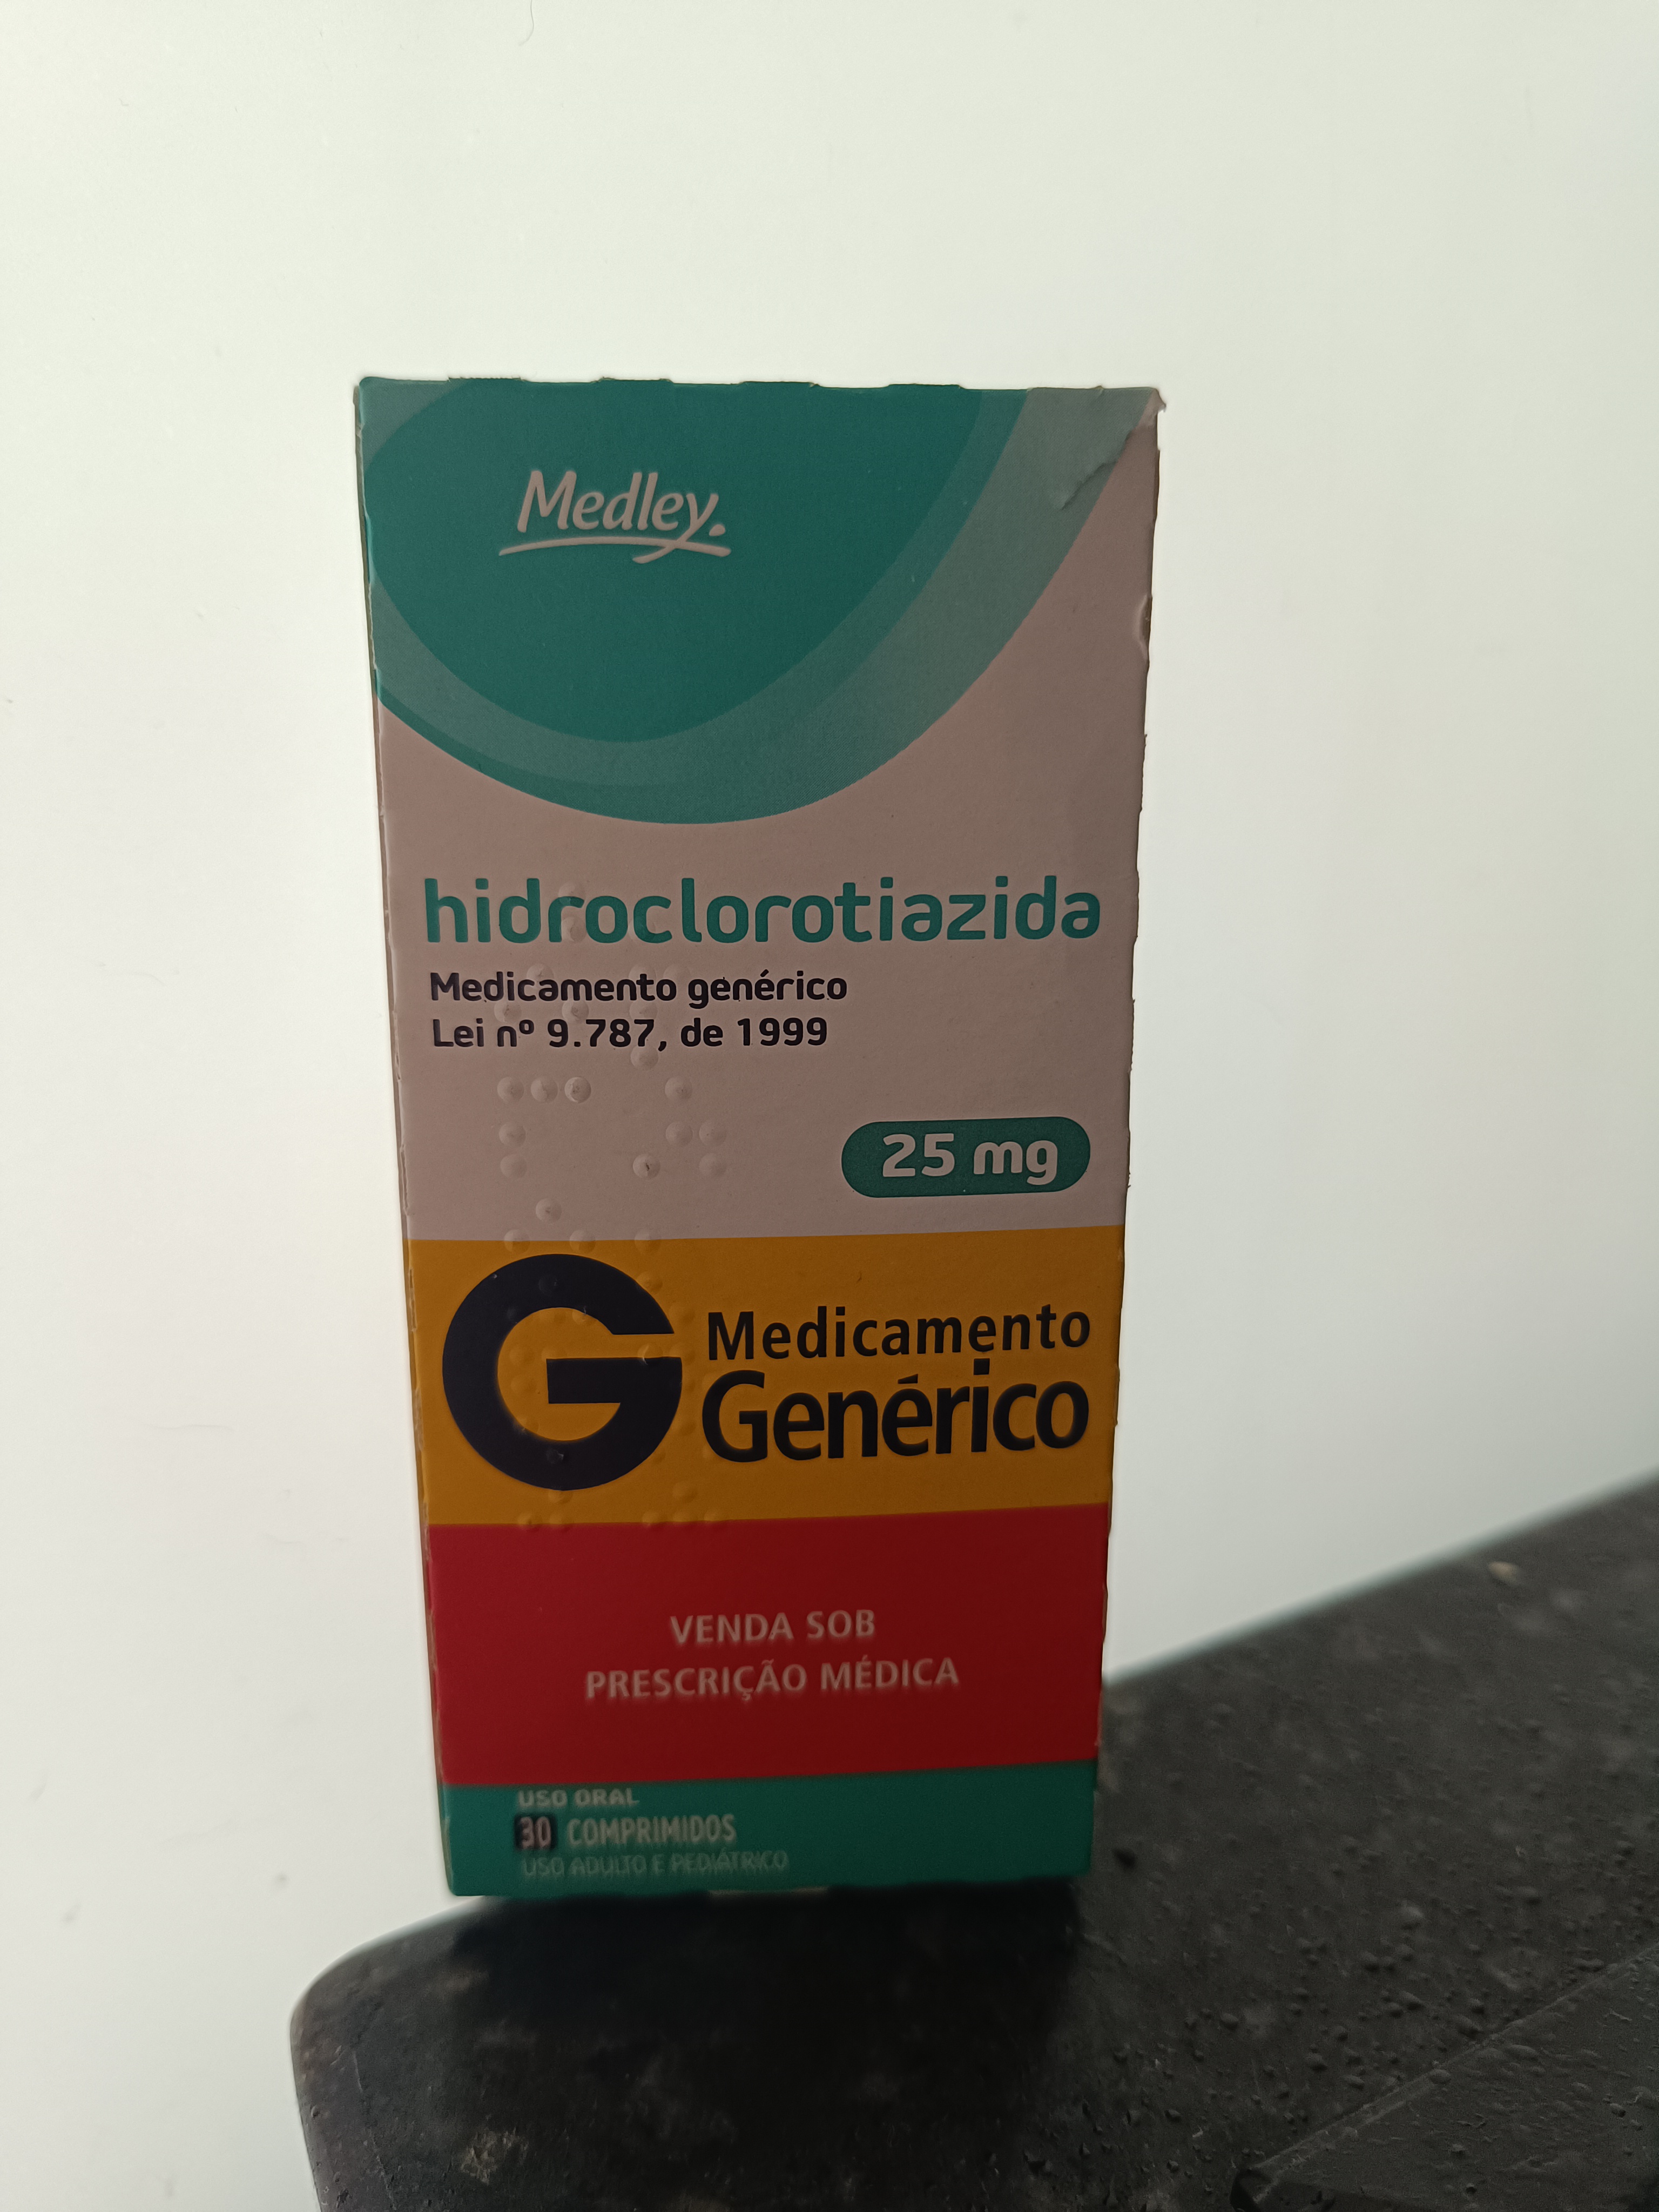 Medley.
hidroclorotiazida
Medicamento genérico
Lei nº 9.787, de 1999
25 mg
G Medicamento
Genérico
VENDA SOB
PRESCRIÇÃO MÉDICA
USO ORAL
30 COMPRIMIDOS
USO ADULTO E PEDIÁTRICO